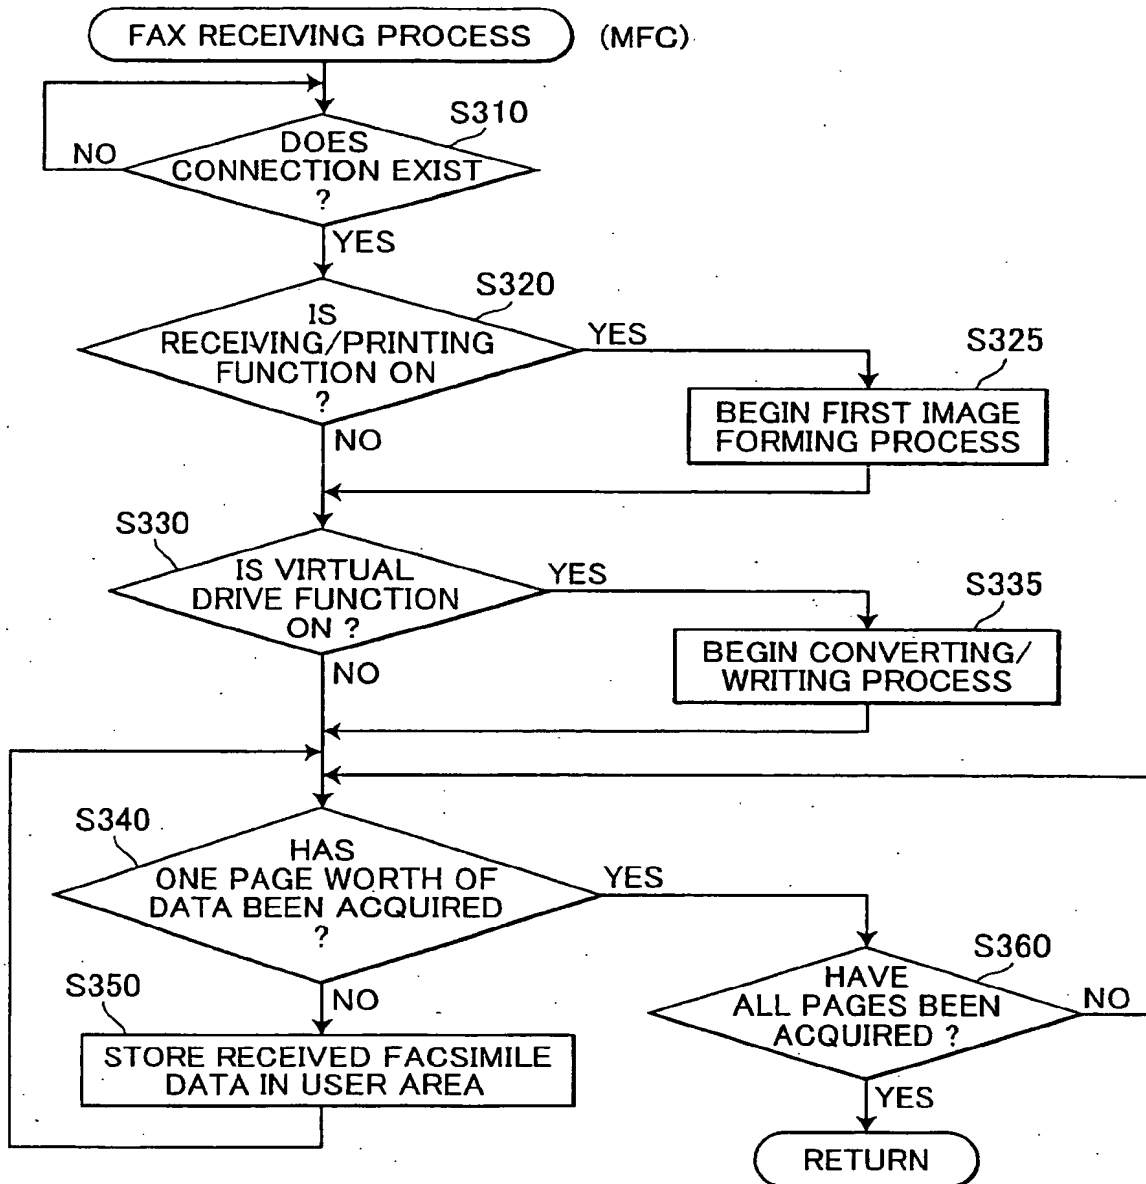 FAX RECEIVING PROCESS (MFC)
S310
DOES
CONNECTION EXIST
?
NO
YES
S320
IS
RECEIVING/PRINTING
FUNCTION ON
?
YES
S325
BEGIN FIRST IMAGE
FORMING PROCESS
NO
S330
IS VIRTUAL
DRIVE FUNCTION
ON ?
YES
S335
BEGIN CONVERTING/
WRITING PROCESS
NO
S340
HAS
ONE PAGE WORTH OF
DATA BEEN ACQUIRED
?
YES
S350
NO
STORE RECEIVED FACSIMILE
DATA IN USER AREA
S360
HAVE
ALL PAGES BEEN
ACQUIRED ?
NO
YES
RETURN